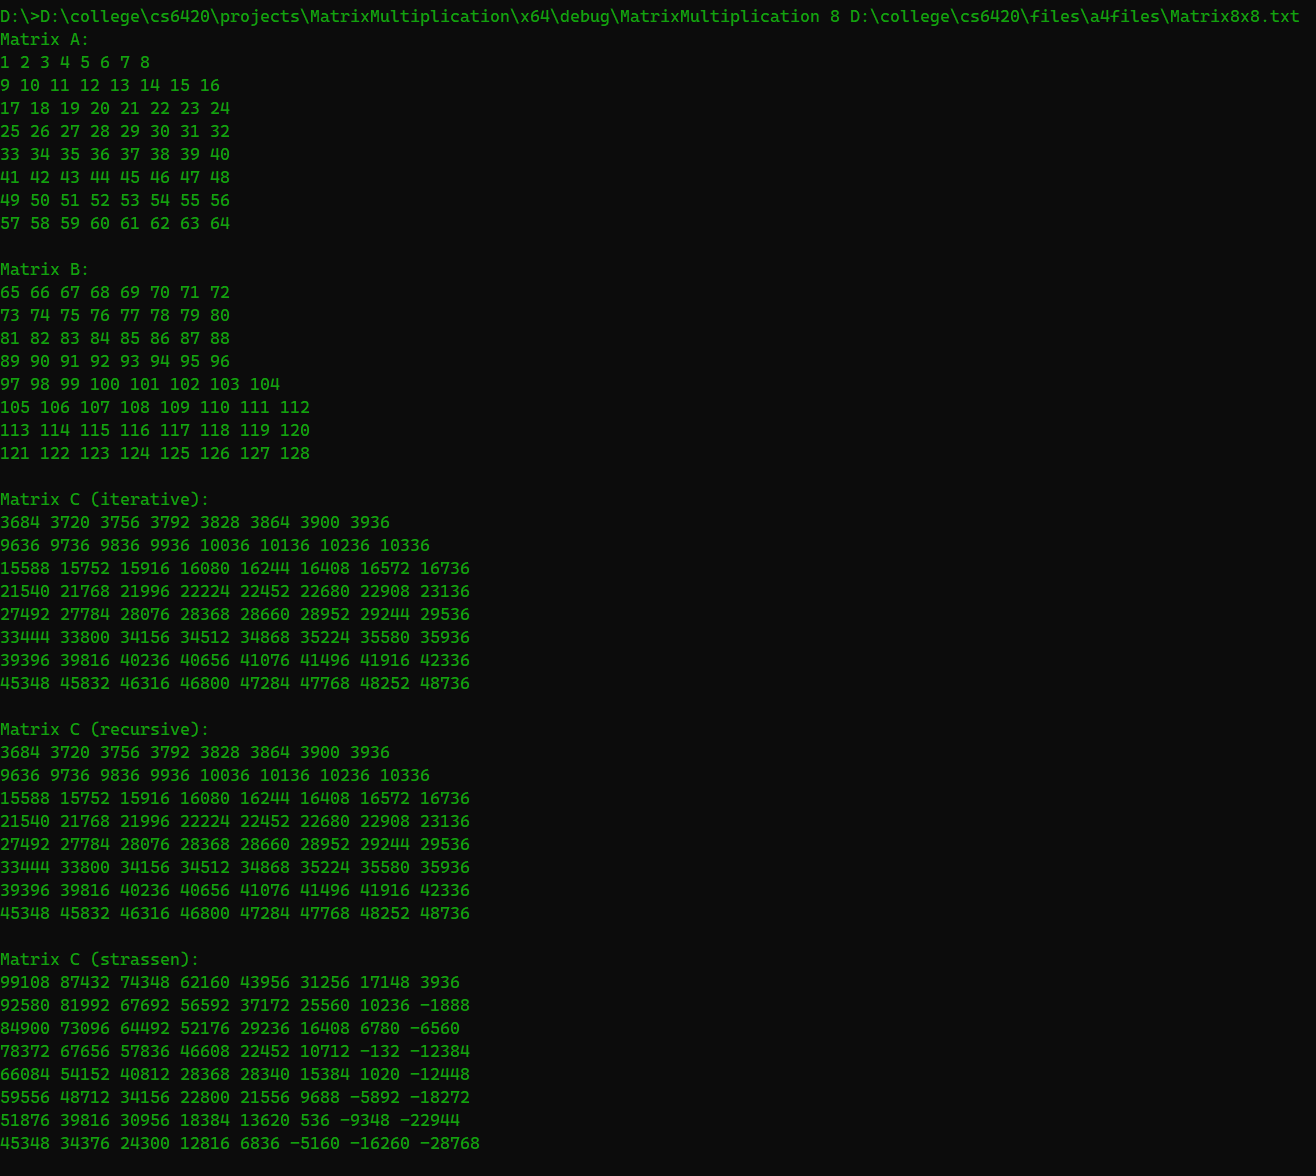 D:\>D:\college\cs6420\projects\MatrixMultiplication\x64\debug\MatrixMultiplication 8 D:\college\cs6420\files\a4files\Matrix8x8.txt
Matrix A:
1 2 3 4 5 6 7 8
9 10 11 12 13 14 15 16
17 18 19 20 21 22 23 24
25 26 27 28 29 30 31 32
33 34 35 36 37 38 39 40
41 42 43 44 45 46 47 48
49 50 51 52 53 54 55 56
57 58 59 60 61 62 63 64

Matrix B:
65 66 67 68 69 70 71 72
73 74 75 76 77 78 79 80
81 82 83 84 85 86 87 88
89 90 91 92 93 94 95 96
97 98 99 100 101 102 103 104
105 106 107 108 109 110 111 112
113 114 115 116 117 118 119 120
121 122 123 124 125 126 127 128

Matrix C (iterative):
3684 3720 3756 3792 3828 3864 3900 3936
9636 9736 9836 9936 10036 10136 10236 10336
15588 15752 15916 16080 16244 16408 16572 16736
21540 21768 21996 22224 22452 22680 22908 23136
27492 27784 28076 28368 28660 28952 29244 29536
33444 33800 34156 34512 34868 35224 35580 35936
39396 39816 40236 40656 41076 41496 41916 42336
45348 45832 46316 46800 47284 47768 48252 48736

Matrix C (recursive):
3684 3720 3756 3792 3828 3864 3900 3936
9636 9736 9836 9936 10036 10136 10236 10336
15588 15752 15916 16080 16244 16408 16572 16736
21540 21768 21996 22224 22452 22680 22908 23136
27492 27784 28076 28368 28660 28952 29244 29536
33444 33800 34156 34512 34868 35224 35580 35936
39396 39816 40236 40656 41076 41496 41916 42336
45348 45832 46316 46800 47284 47768 48252 48736

Matrix C (strassen):
99108 87432 74348 62160 43956 31256 17148 3936
92580 81992 67692 56592 37172 25560 10236 -1888
84900 73096 64492 52176 29236 16408 6780 -6560
78372 67656 57836 46608 22452 10712 -132 -12384
66084 54152 40812 28368 28340 15384 1020 -12448
59556 48712 34156 22800 21556 9688 -5892 -18272
51876 39816 30956 18384 13620 536 -9348 -22944
45348 34376 24300 12816 6836 -5160 -16260 -28768